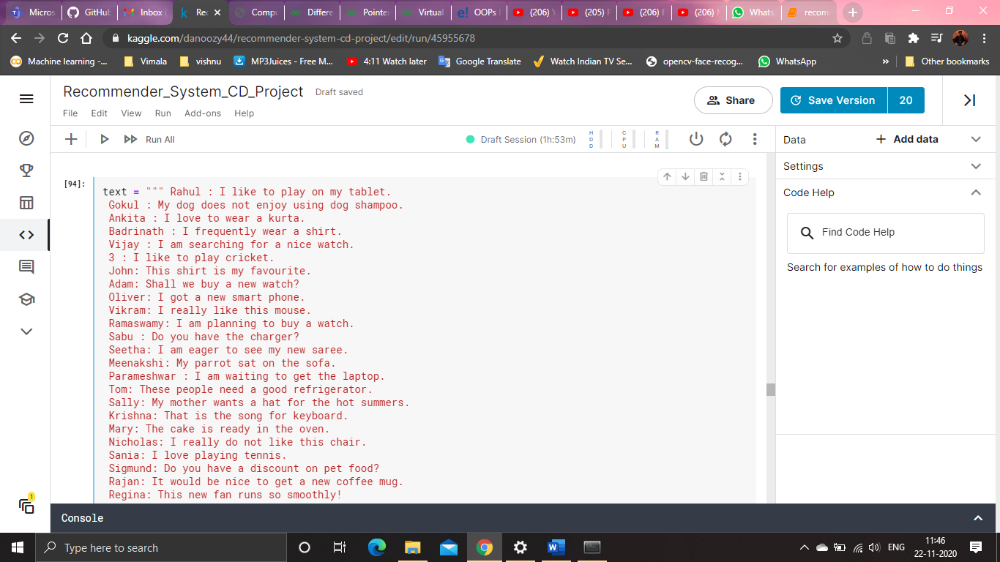 Micros
GitHub
Inbox (
Rec
Compu
Differe
Pointer
Virtual
OOPs
(206) Y
(205) F
(206) F
(206)
Whats
recom
kaggle.com/danoozy44/recommender-system-cd-project/edit/run/45955678
Machine learning -...
Vimala
vishnu
MP3Juices - Free M...
4:11 Watch later
Google Translate
Watch Indian TV Se...
opencv-face-recog...
WhatsApp
»
Other bookmarks
Recommender_System_CD_Project
Draft saved
File Edit View Run Add-ons Help
Share
Save Version 20
Run All
Draft Session (1h:53m)
HDD
CPU
RAM
Data
+ Add data
Settings
Code Help
Find Code Help
Search for examples of how to do things
[94]:
text = """ Rahul : I like to play on my tablet.
Gokul : My dog does not enjoy using dog shampoo.
Ankita : I love to wear a kurta.
Badrinath : I frequently wear a shirt.
Vijay : I am searching for a nice watch.
3 : I like to play cricket.
John: This shirt is my favourite.
Adam: Shall we buy a new watch?
Oliver: I got a new smart phone.
Vikram: I really like this mouse.
Ramaswamy: I am planning to buy a watch.
Sabu : Do you have the charger?
Seetha: I am eager to see my new saree.
Meenakshi: My parrot sat on the sofa.
Parameshwar : I am waiting to get the laptop.
Tom: These people need a good refrigerator.
Sally: My mother wants a hat for the hot summers.
Krishna: That is the song for keyboard.
Mary: The cake is ready in the oven.
Nicholas: I really do not like this chair.
Sania: I love playing tennis.
Sigmund: Do you have a discount on pet food?
Rajan: It would be nice to get a new coffee mug.
Regina: This new fan runs so smoothly!
1
Console
Type here to search
ENG
11:46
22-11-2020